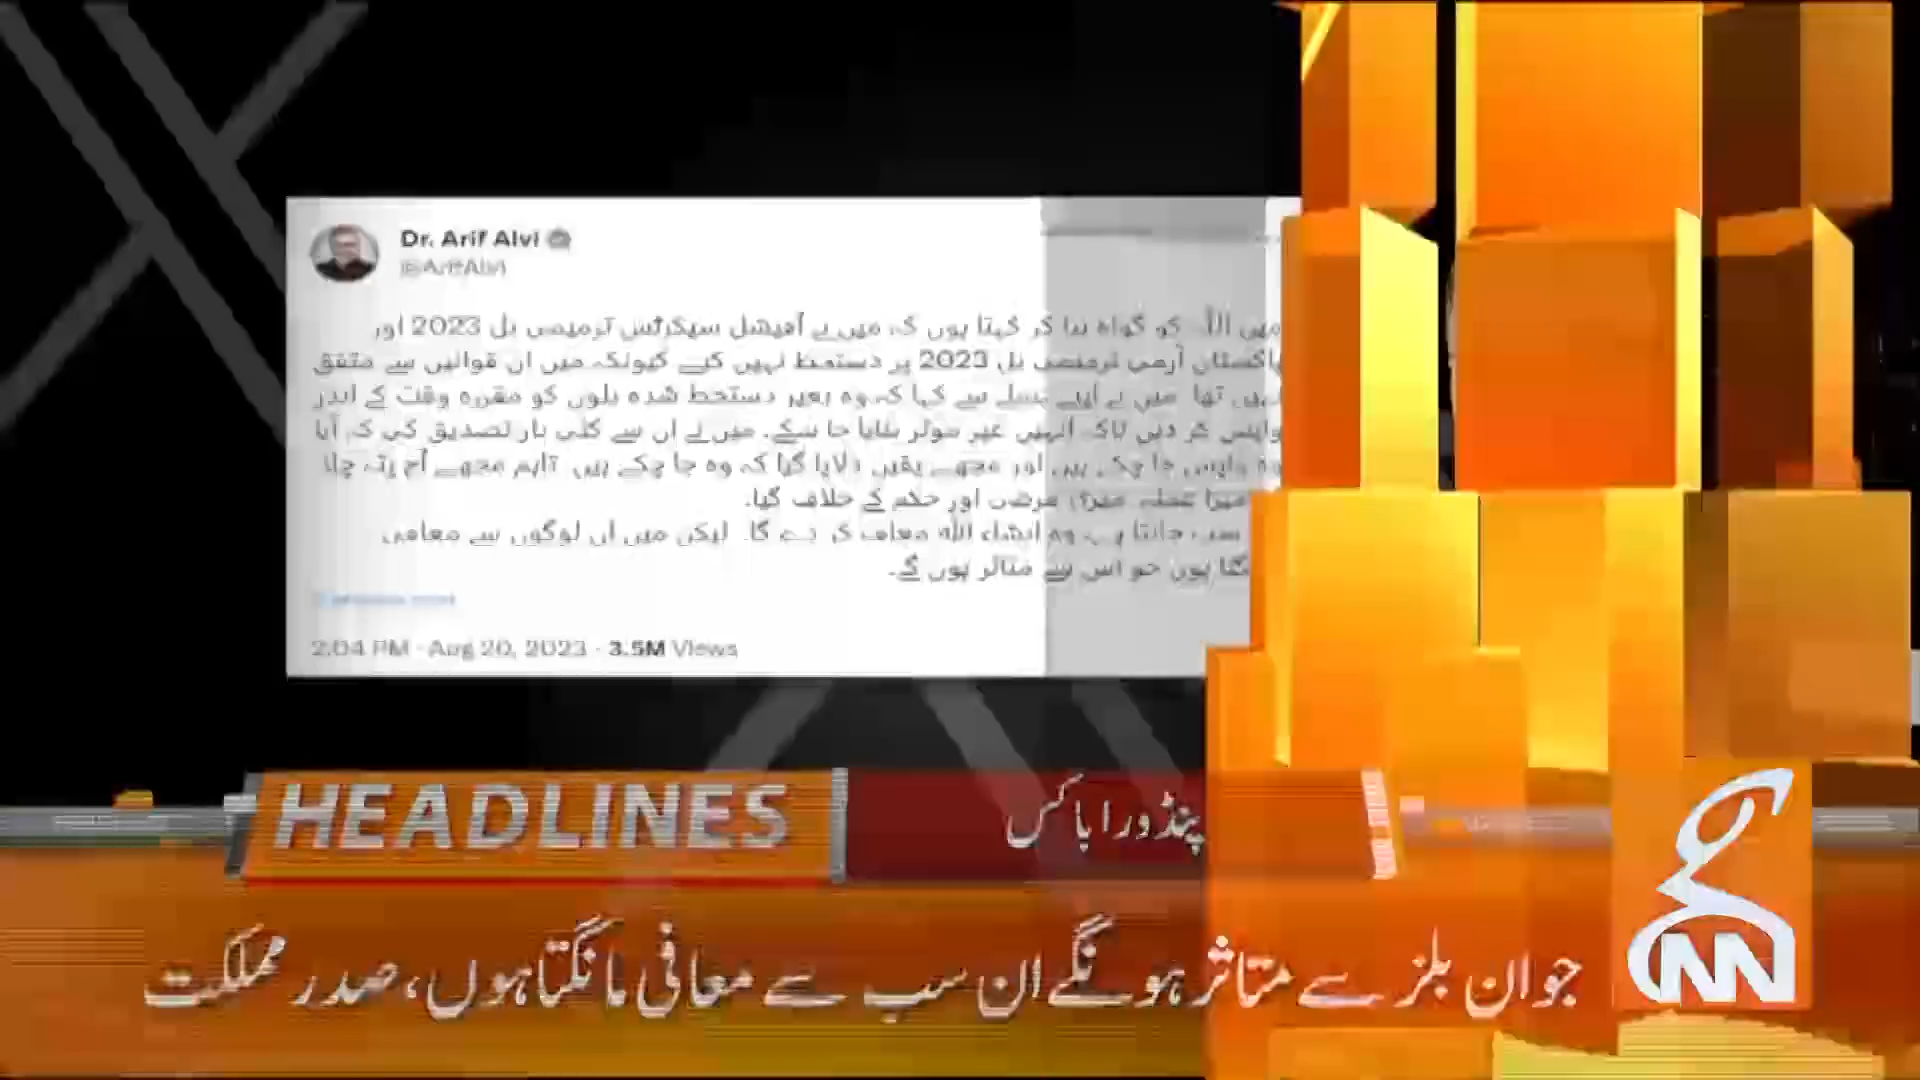 Dr. Arif Alvi
@ArifAlvi
میں اللّٰہ کو گواہ بنا کر کہتا ہوں کہ میں نے آفیشل سیکرٹس ترمیمی بل 2023 اور
پاکستان آرمی ترمیمی بل 2023 پر دستخط نہیں کیے کیونکہ میں ان قوانین سے متفق
نہیں تھا میں نے اپنے عملے سے کہا کہ وہ بغیر دستخط شدہ بلوں کو مقررہ وقت کے اندر
واپس کر دیں تاکہ انہیں غیر موثر بنایا جا سکے۔ میں نے ان سے کئی بار تصدیق کی کہ آیا
وہ واپس جا چکے ہیں اور مجھے یقین دلایا گیا کہ وہ جا چکے ہیں تاہم مجھے آج پتہ چلا
میرا عملہ میری مرضی اور حکم کے خلاف گیا۔
سب جانتا ہے، وہ انشاء اللہ معاف کر دے گا۔ لیکن میں ان لوگوں سے معافی
ہوں جو اس سے متاثر ہوں گے۔
2:04 PM · Aug 20, 2023 · 3.5M Views
HEADLINES
پنڈورا باکس
جوان بلز سے متاثر ہونگے ان سب سے معافی مانگتا ہوں، صدر مملکت
GNN